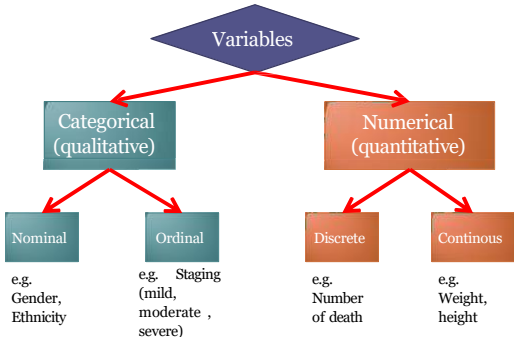 Variables
Categorical
(qualitative)
Numerical
(quantitative)
Nominal
Ordinal
Discrete
Continous
e.g.
Gender,
Ethnicity
e.g. Staging
(mild,
moderate ,
severe)
e.g.
Number
of death
e.g.
Weight,
height